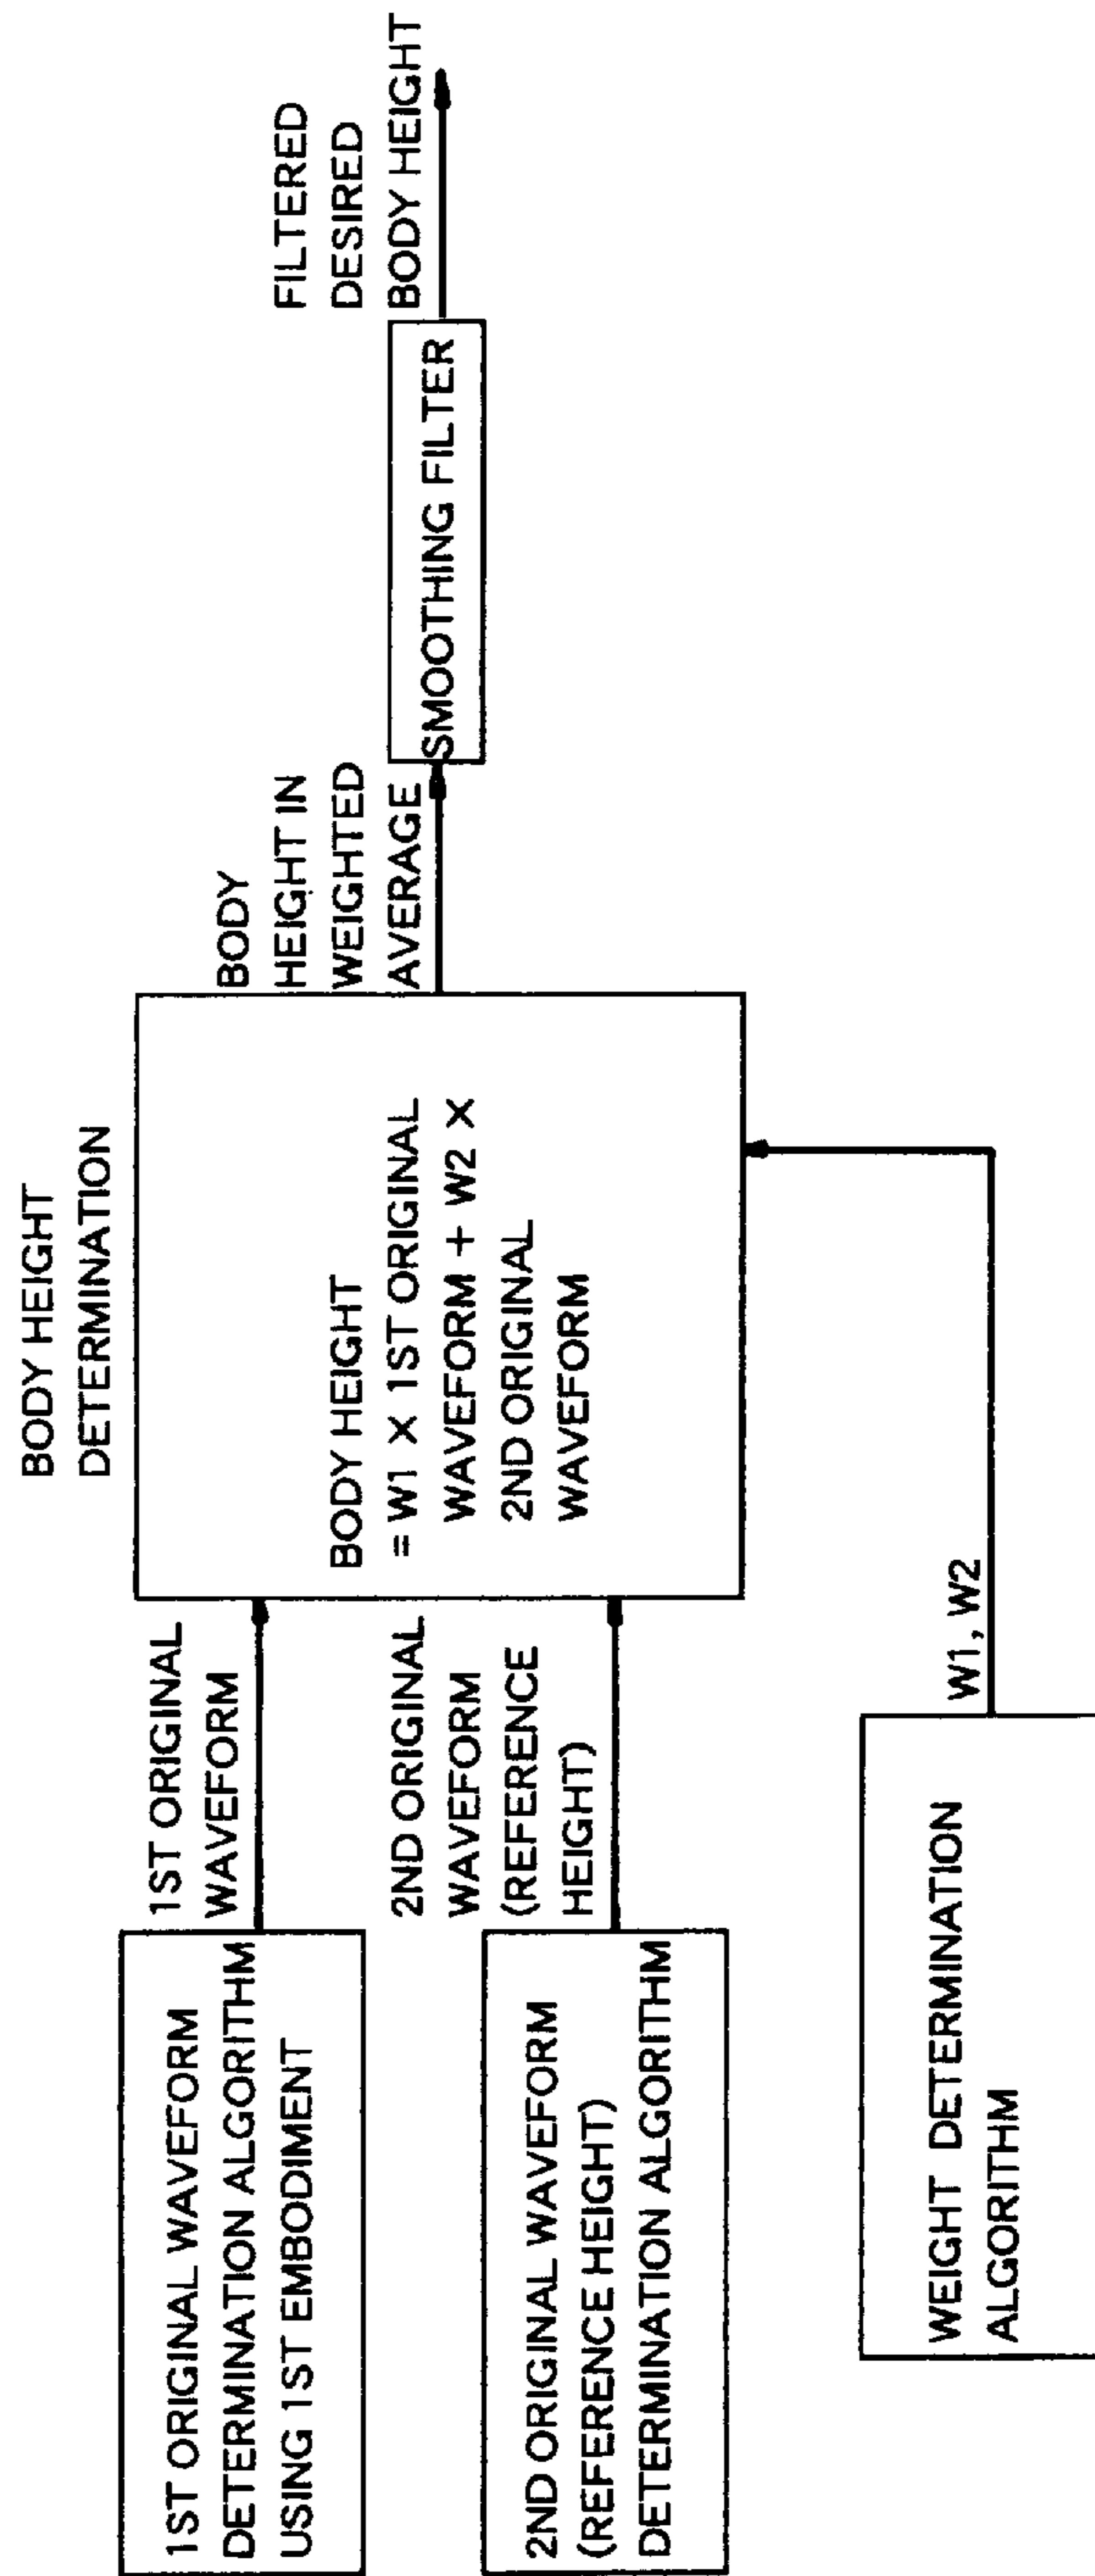 1ST ORIGINAL WAVEFORM
DETERMINATION ALGORITHM
USING 1ST EMBODIMENT
1ST ORIGINAL
WAVEFORM
2ND ORIGINAL WAVEFORM
(REFERENCE HEIGHT)
DETERMINATION ALGORITHM
2ND ORIGINAL
WAVEFORM
(REFERENCE
HEIGHT)
WEIGHT DETERMINATION
ALGORITHM
W1, W2
BODY HEIGHT
DETERMINATION
BODY HEIGHT
= W1 X 1ST ORIGINAL
WAVEFORM + W2 X
2ND ORIGINAL
WAVEFORM
BODY
HEIGHT IN
WEIGHTED
AVERAGE
SMOOTHING FILTER
FILTERED
DESIRED
BODY HEIGHT